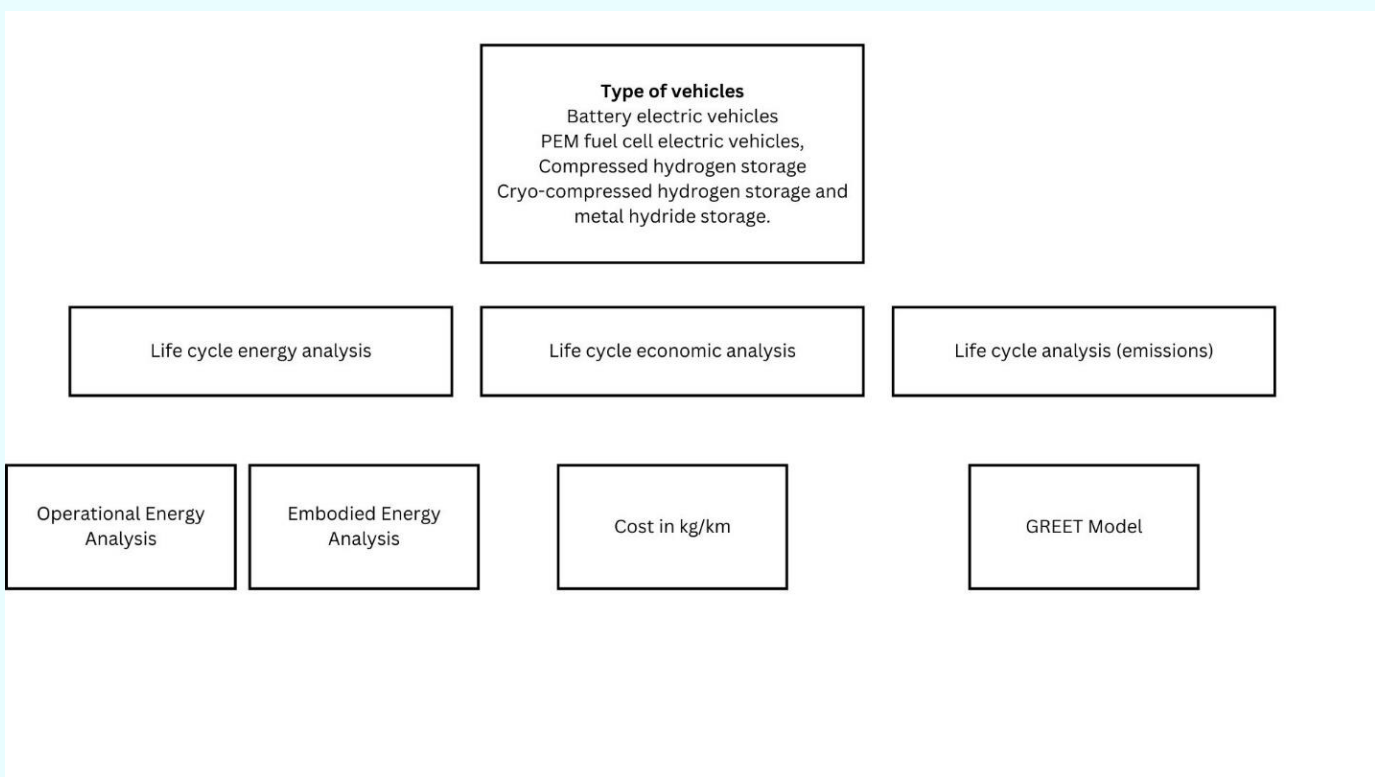 Type of vehicles
Battery electric vehicles
PEM fuel cell electric vehicles,
Compressed hydrogen storage
Cryo-compressed hydrogen storage and
metal hydride storage.
Life cycle energy analysis
Life cycle economic analysis
Life cycle analysis (emissions)
Operational Energy
Analysis
Embodied Energy
Analysis
Cost in kg/km
GREET Model